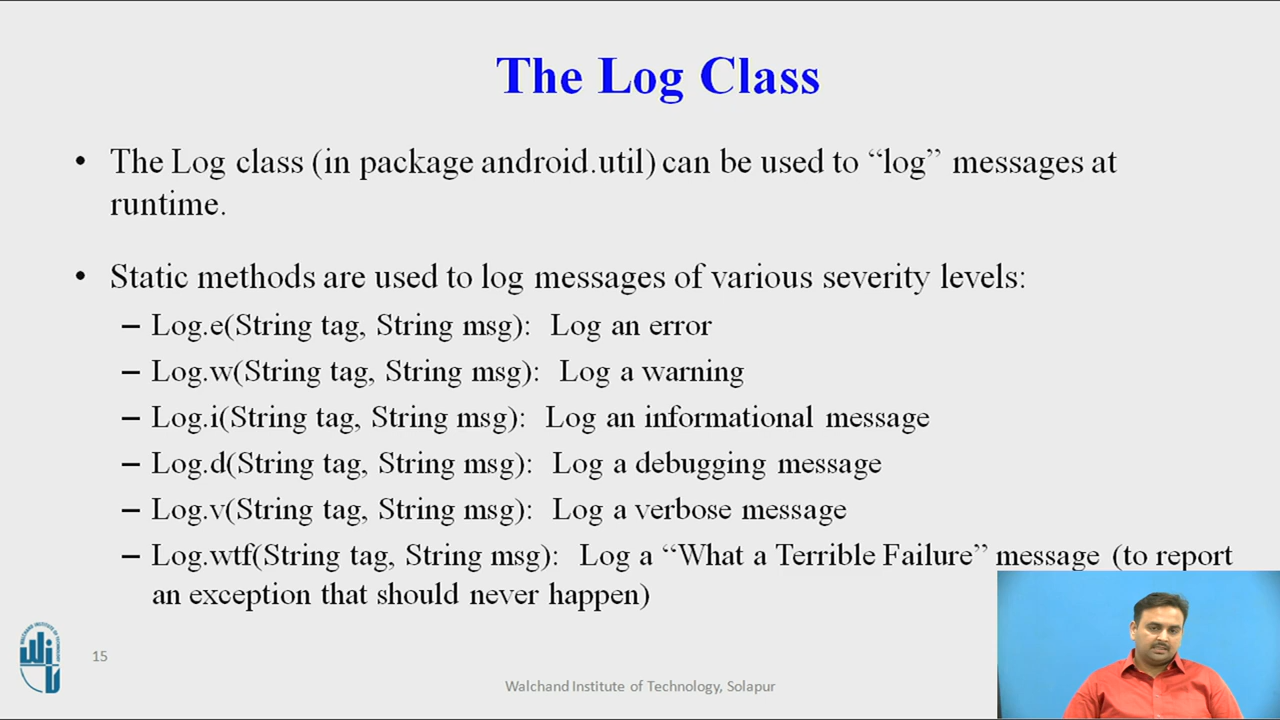 The Log Class
• The Log class (in package android.util) can be used to “log” messages at
runtime.
• Static methods are used to log messages of various severity levels:
– Log.e(String tag, String msg): Log an error
– Log.w(String tag, String msg): Log a warning
– Log.i(String tag, String msg): Log an informational message
– Log.d(String tag, String msg): Log a debugging message
– Log.v(String tag, String msg): Log a verbose message
– Log.wtf(String tag, String msg): Log a “What a Terrible Failure” message (to report
an exception that should never happen)
WALCHAND INSTITUTE OF TECHNOLOGY
15
Walchand Institute of Technology, Solapur